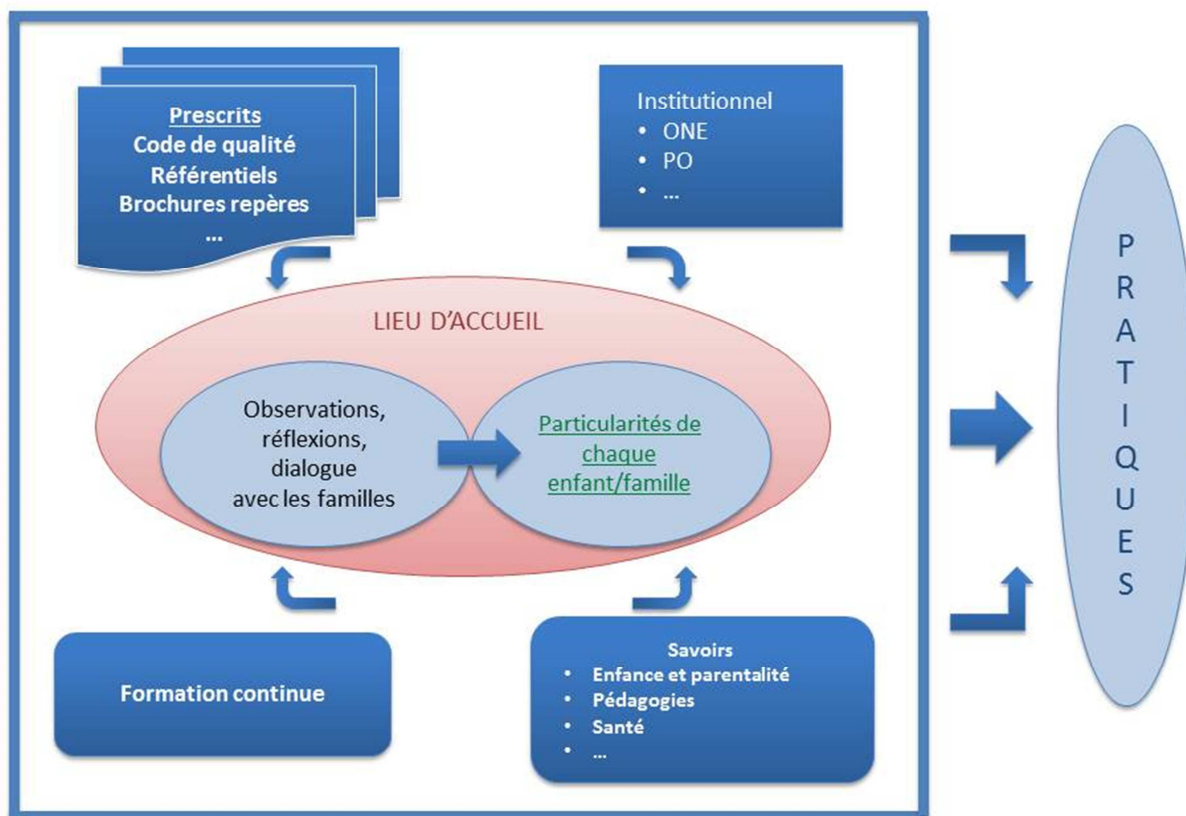 Prescrits
Code de qualité
Référentiels
Brochures repères
...
Institutionnel
• ONE
• PO
• ...
LIEU D'ACCUEIL
Observations,
réflexions,
dialogue
avec les familles
Particularités de
chaque
enfant/famille
Formation continue
Savoirs
• Enfance et parentalité
• Pédagogies
• Santé
• ...
P
R
A
T
I
Q
U
E
S